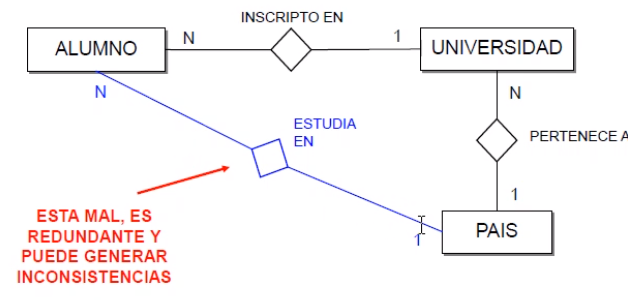 INSCRIPTO EN
ALUMNO
N
1
UNIVERSIDAD
N
N
ESTUDIA
EN
PERTENECE A
ESTA MAL, ES
REDUNDANTE Y
PUEDE GENERAR
INCONSISTENCIAS
1
1
PAIS